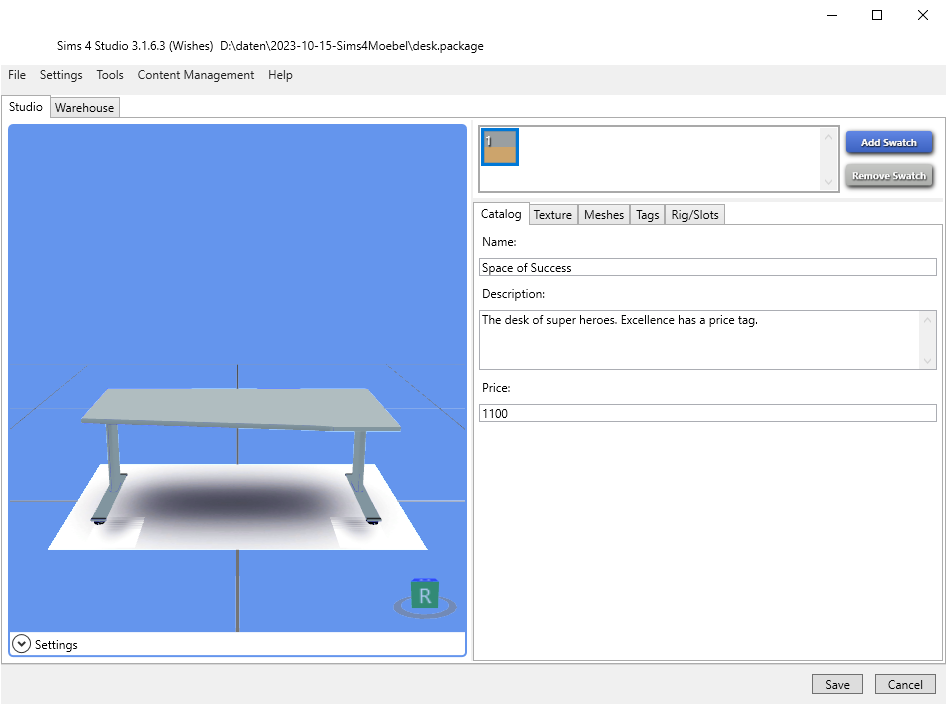 Sims 4 Studio 3.1.6.3 (Wishes)  D:\daten\2023-10-15-Sims4Moebel\desk.package
File Settings Tools Content Management Help
Studio Warehouse
1
Add Swatch
Remove Swatch
Catalog Texture Meshes Tags Rig/Slots
Name:
Space of Success
Description:
The desk of super heroes. Excellence has a price tag.
Price:
1100
R
Settings
Save Cancel